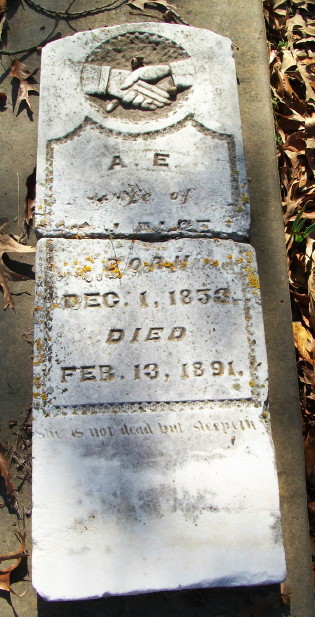 A. E.
wife of
BORN
DEC. 1, 1853.
DIED
FEB. 13, 1891.
She is not dead but sleepeth